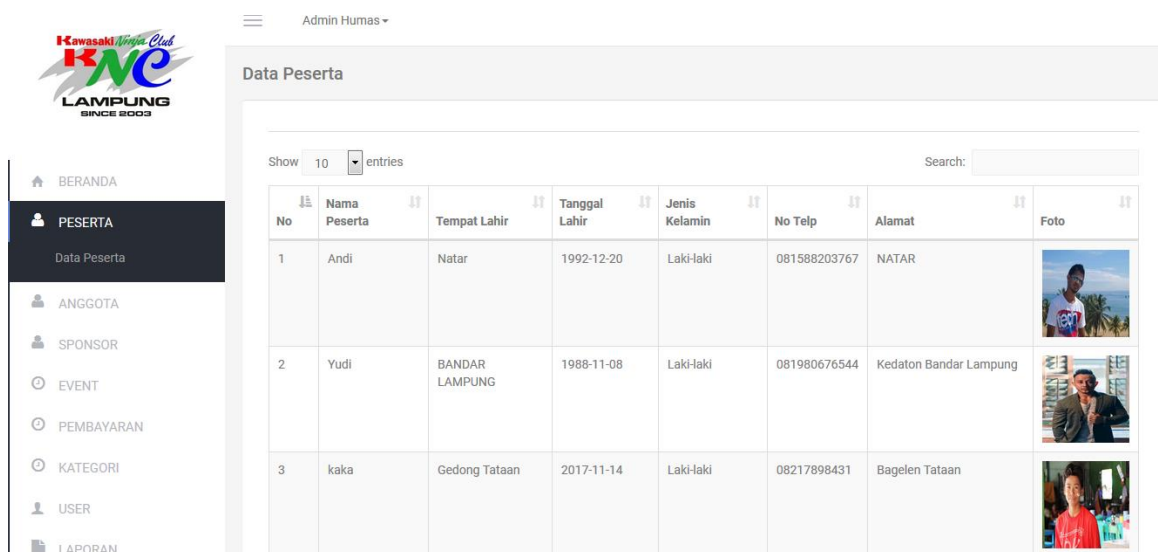 Kawasaki Ninja Club
KNC
LAMPUNG
SINCE 2003
BERANDA
PESERTA
Data Peserta
ANGGOTA
SPONSOR
EVENT
PEMBAYARAN
KATEGORI
USER
LAPORAN
Admin Humas
Data Peserta
Show 10 entries
Search:
No Nama Peserta Tempat Lahir Tanggal Lahir Jenis Kelamin No Telp Alamat Foto
1 Andi Natar 1992-12-20 Laki-laki 081588203767 NATAR
2 Yudi BANDAR LAMPUNG 1988-11-08 Laki-laki 081980676544 Kedaton Bandar Lampung
3 kaka Gedong Tataan 2017-11-14 Laki-laki 08217898431 Bagelen Tataan